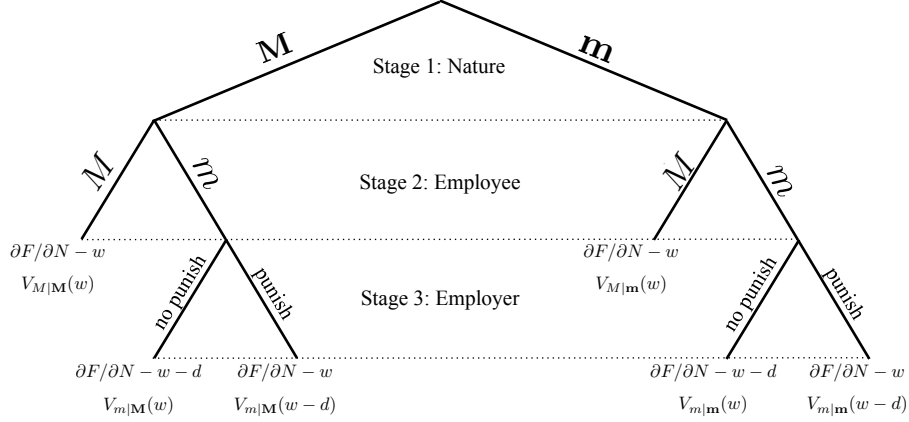 M
m
Stage 1: Nature
M
m
Stage 2: Employee
M
m
∂F/∂N − w
∂F/∂N − w
V_{M|𝐌}(w)
V_{M|𝐦}(w)
no punish
punish
Stage 3: Employer
no punish
punish
∂F/∂N − w − d
∂F/∂N − w
∂F/∂N − w − d
∂F/∂N − w
V_{m|𝐌}(w)
V_{m|𝐌}(w − d)
V_{m|𝐦}(w)
V_{m|𝐦}(w − d)